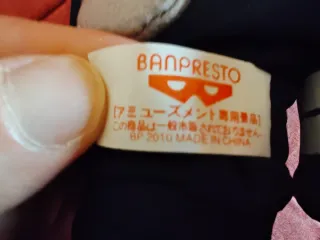 BANPRESTO
[アミューズメント専用景品]
この商品は一般市販されておりません。
BP 2010 MADE IN CHINA